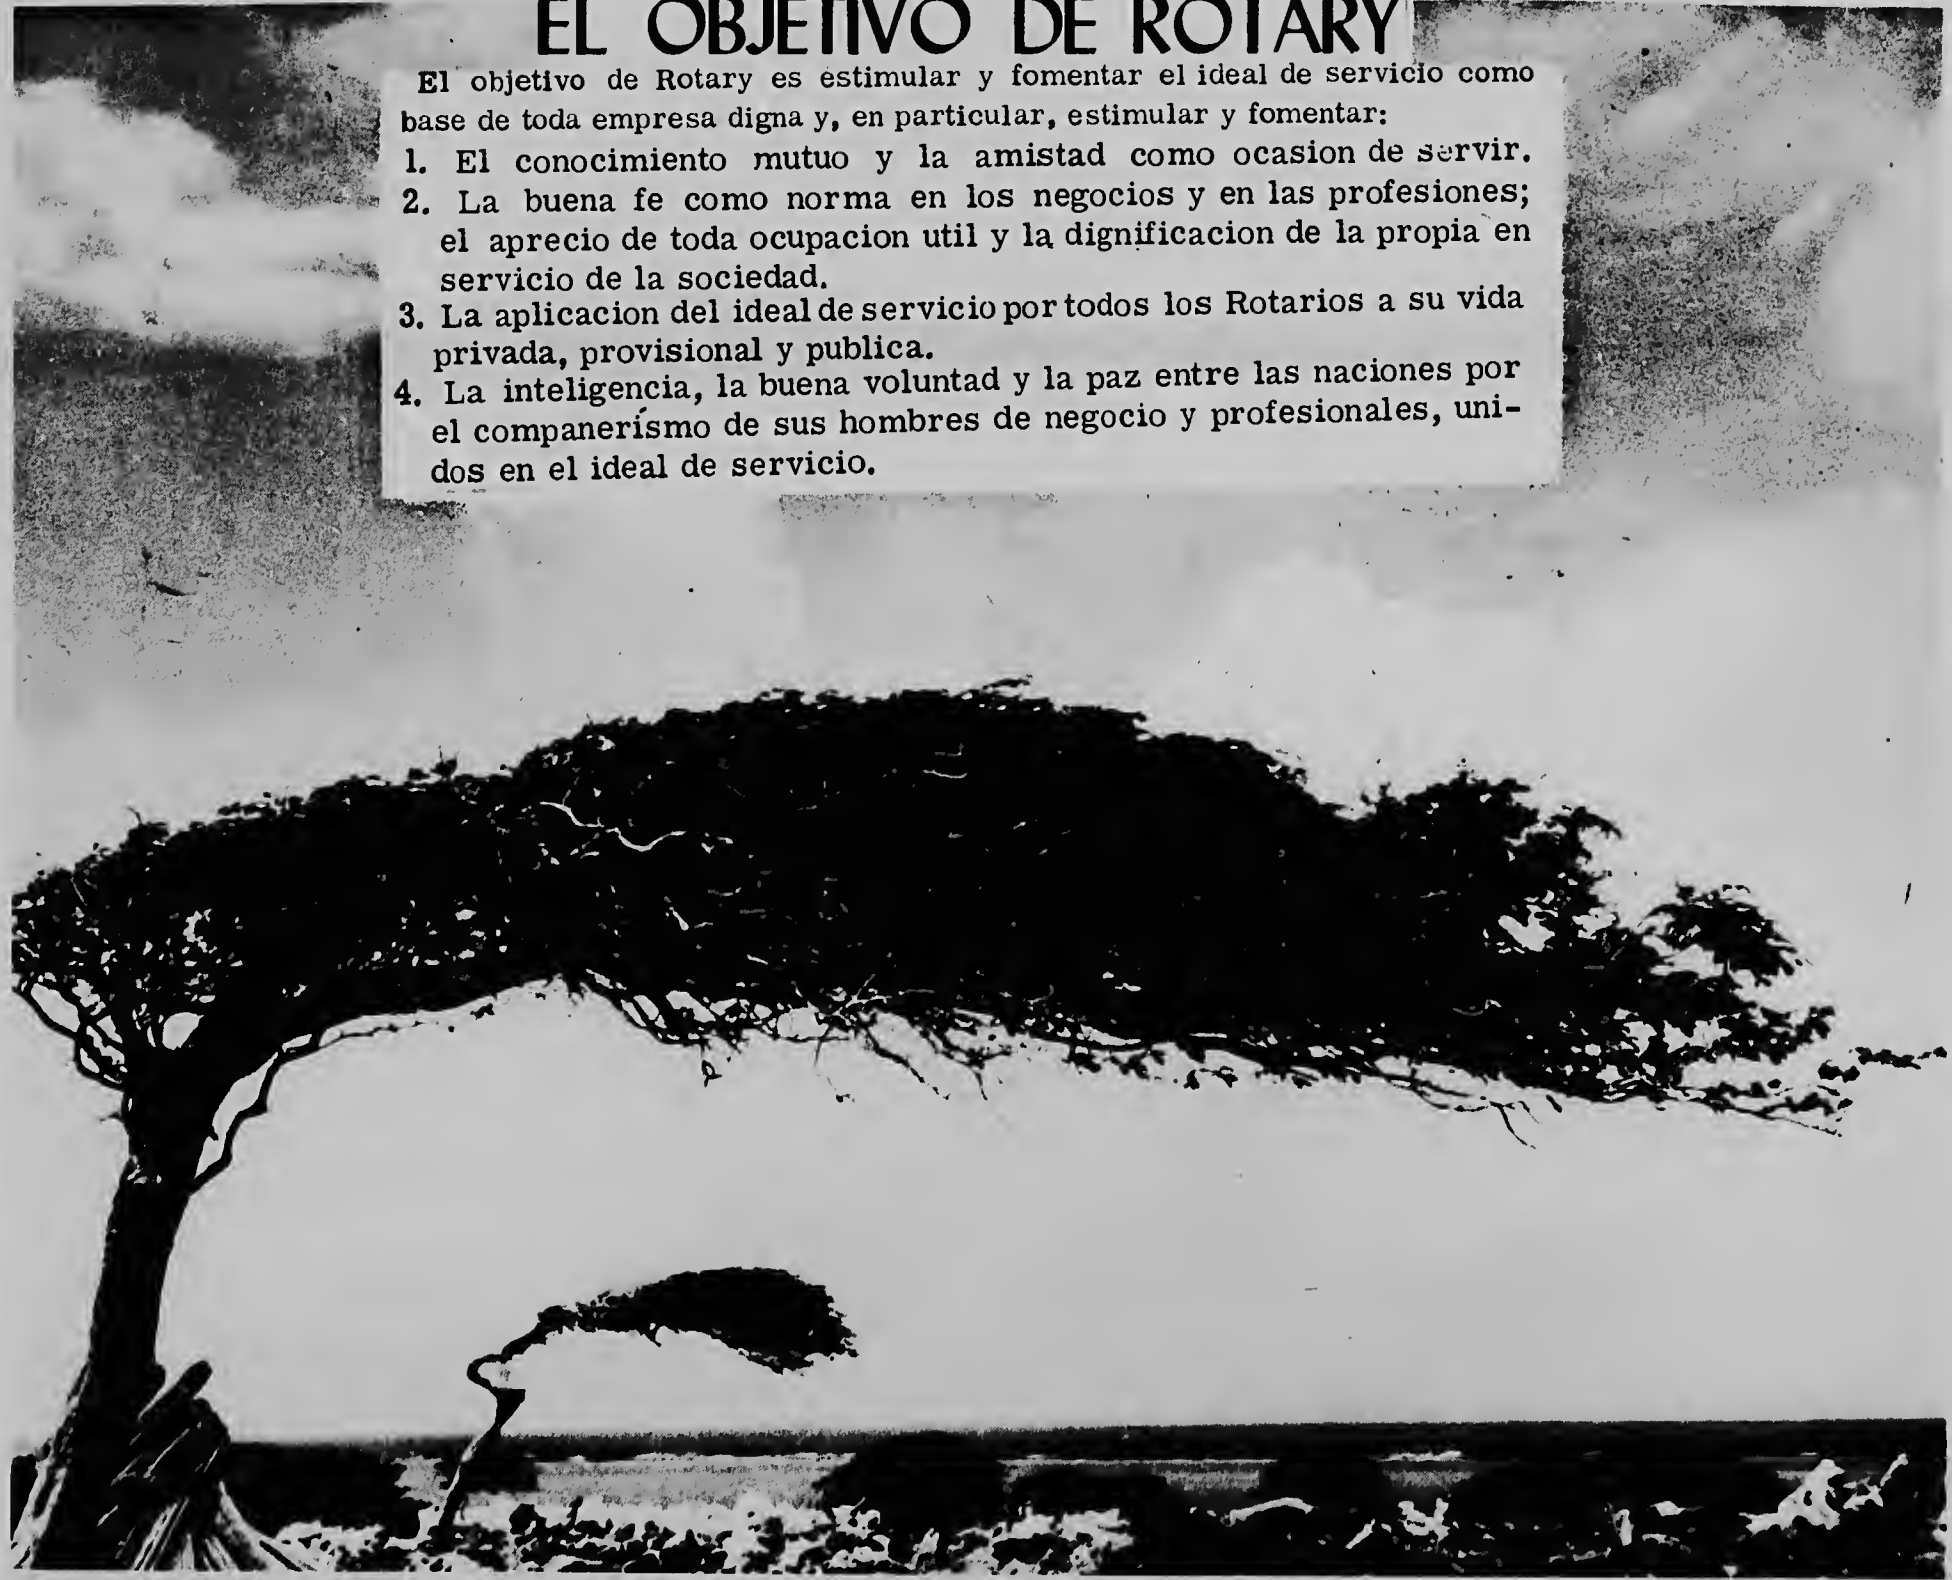 EL OBJETIVO DE ROTARY
El objetivo de Rotary es estimular y fomentar el ideal de servicio como
base de toda empresa digna y, en particular, estimular y fomentar:
1. El conocimiento mutuo y la amistad como ocasion de servir.
2. La buena fe como norma en los negocios y en las profesiones;
el aprecio de toda ocupacion util y la dignificacion de la propia en
servicio de la sociedad.
3. La aplicacion del ideal de servicio por todos los Rotarios a su vida
privada, provisional y publica.
4. La inteligencia, la buena voluntad y la paz entre las naciones por
el companerísmo de sus hombres de negocio y profesionales, uni-
dos en el ideal de servicio.